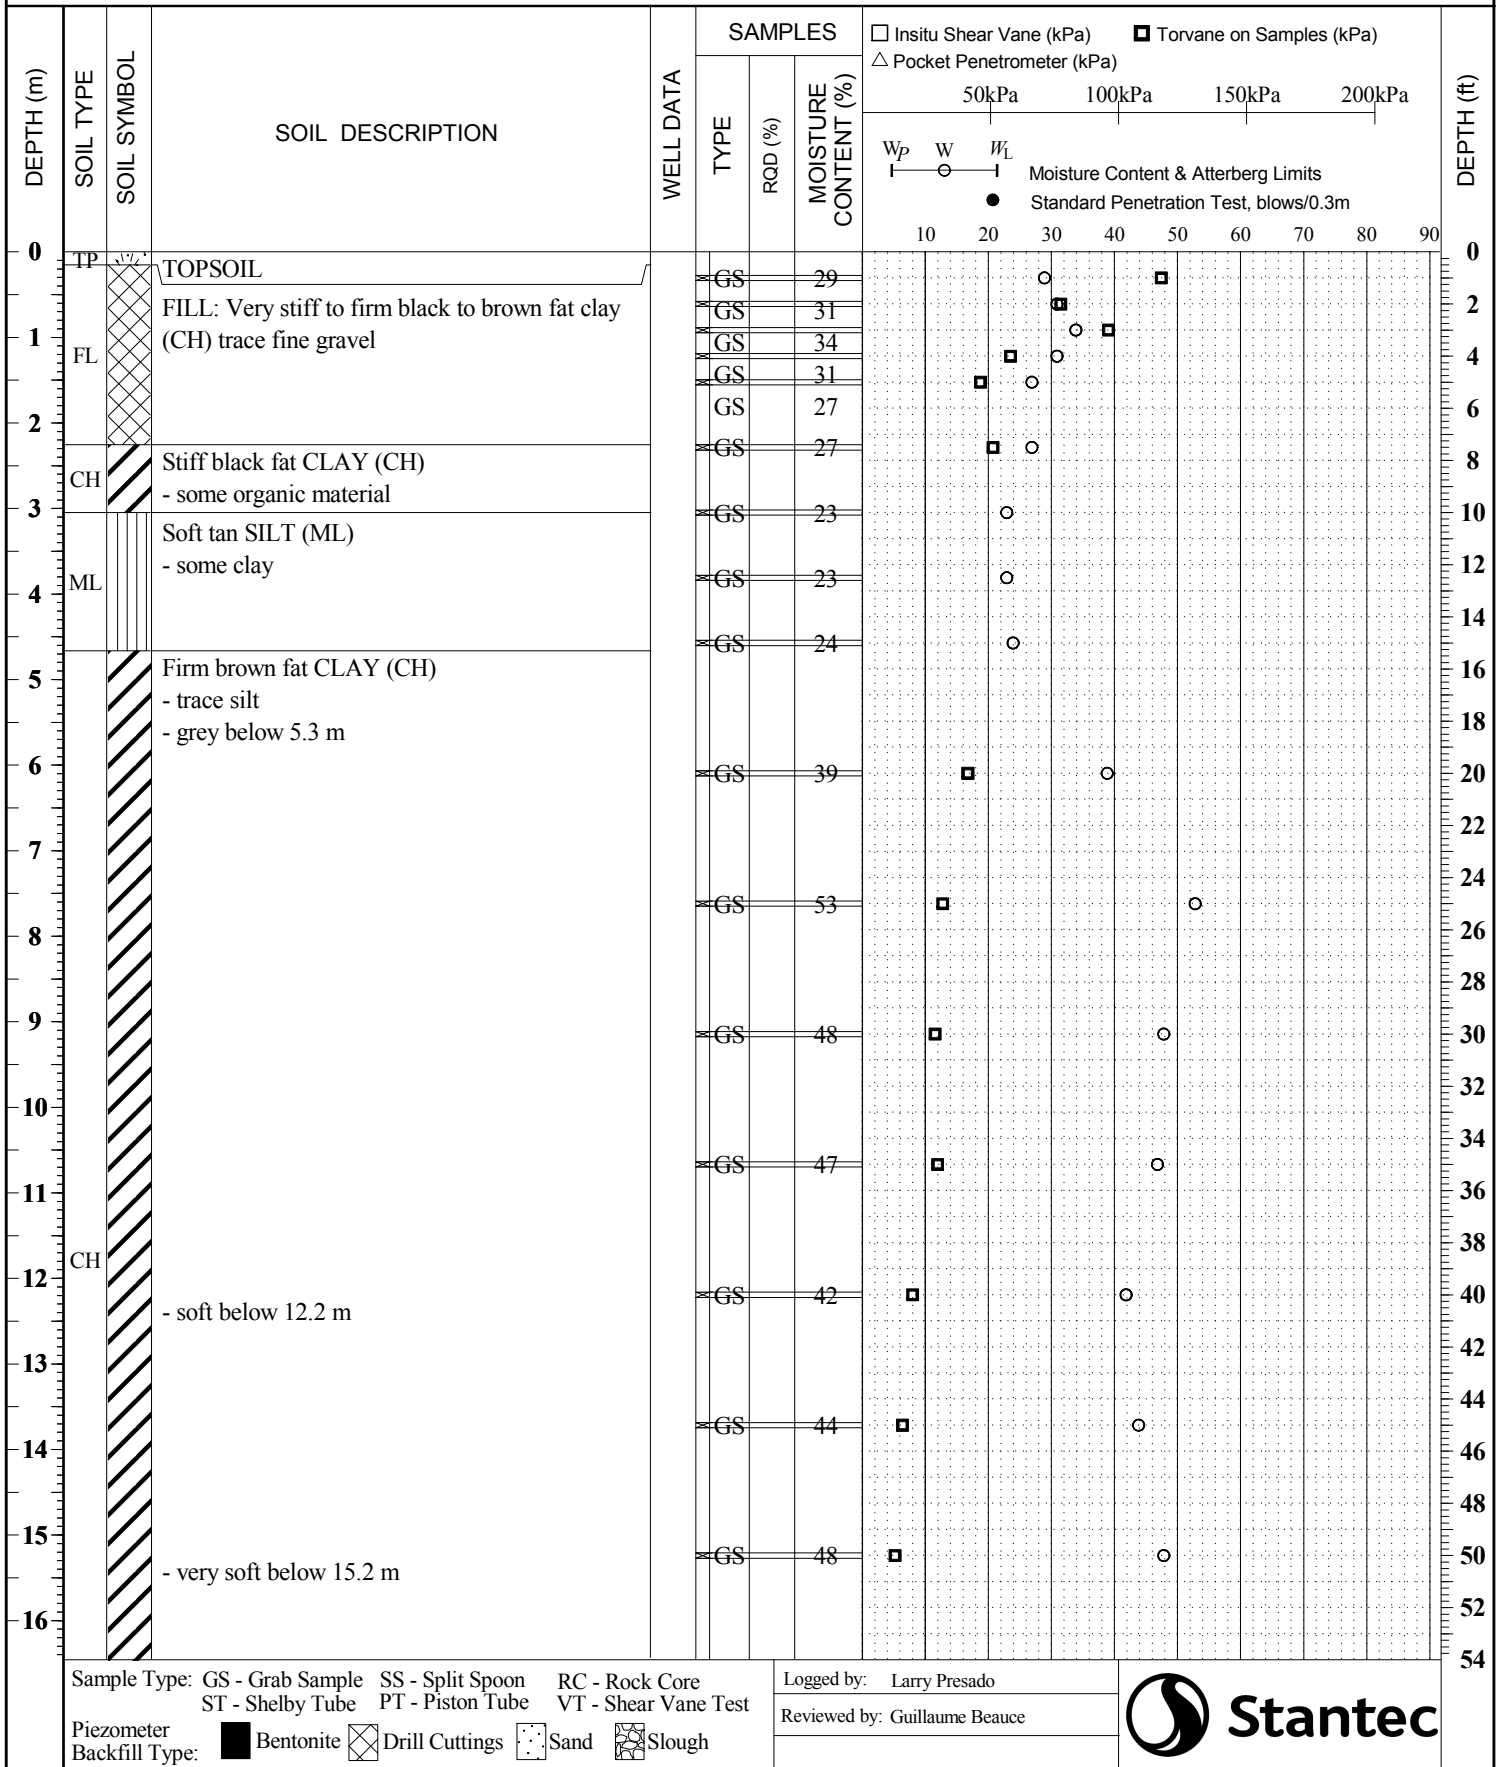 SAMPLES
□ Insitu Shear Vane (kPa) □ Torvane on Samples (kPa)
△ Pocket Penetrometer (kPa)
50kPa 100kPa 150kPa 200kPa
DEPTH (m)
SOIL TYPE
SOIL SYMBOL
SOIL DESCRIPTION
WELL DATA
TYPE
RQD (%)
MOISTURE CONTENT (%)
DEPTH (ft)
WP W WL
Moisture Content & Atterberg Limits
● Standard Penetration Test, blows/0.3m
10 20 30 40 50 60 70 80 90
0 TP TOPSOIL 0
GS 29
FILL: Very stiff to firm black to brown fat clay
GS 31 2
(CH) trace fine gravel
1 GS 34
FL 4
GS 31
GS 27 6
2
GS 27
Stiff black fat CLAY (CH) 8
CH
- some organic material
3 GS 23 10
Soft tan SILT (ML)
- some clay 12
ML GS 23
4
14
GS 24
Firm brown fat CLAY (CH) 16
5
- trace silt
18
- grey below 5.3 m
6 GS 39 20
22
7
24
GS 53
8 26
28
9 GS 48 30
32
10
34
GS 47
11 36
38
CH
12 GS 42 40
- soft below 12.2 m
42
13
44
GS 44
14 46
48
15
GS 48 50
- very soft below 15.2 m
16 52
54
Sample Type: GS - Grab Sample SS - Split Spoon RC - Rock Core
ST - Shelby Tube PT - Piston Tube VT - Shear Vane Test
Piezometer
Backfill Type: Bentonite Drill Cuttings Sand Slough
Logged by: Larry Presado
Reviewed by: Guillaume Beauce
Stantec